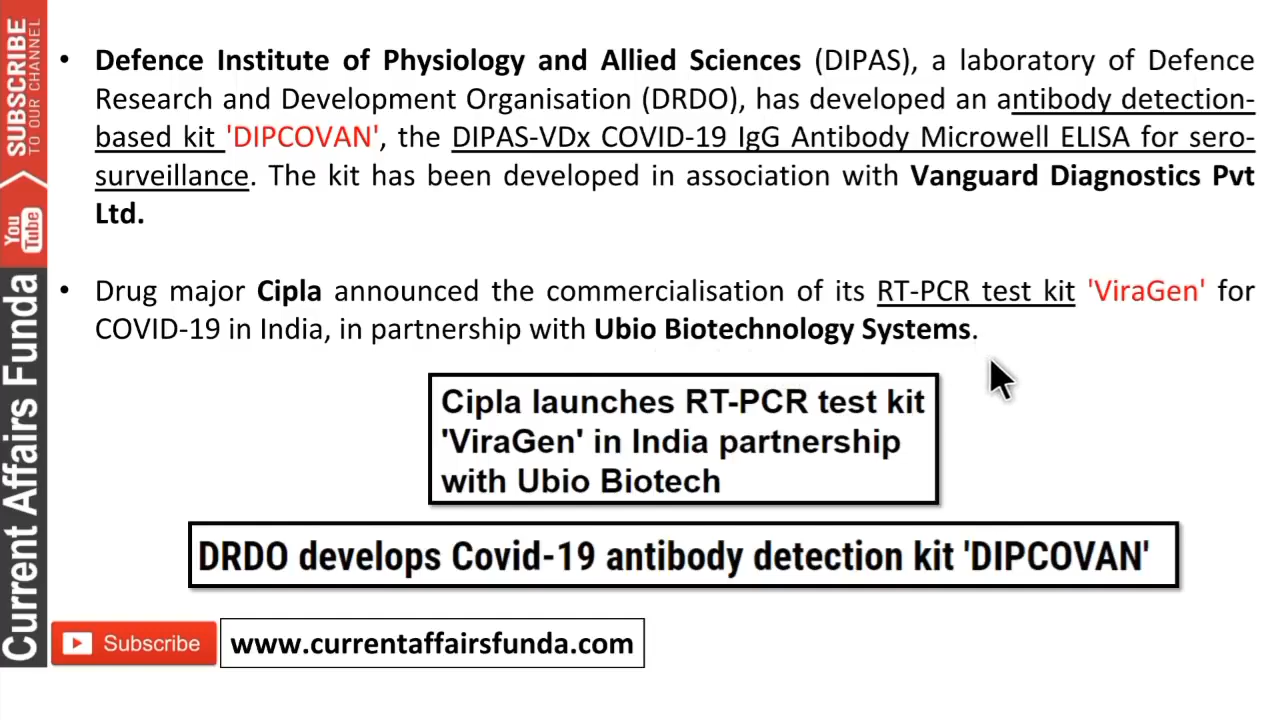 SUBSCRIBE
TO OUR CHANNEL
You
Tube
Current Affairs Funda
• Defence Institute of Physiology and Allied Sciences (DIPAS), a laboratory of Defence
Research and Development Organisation (DRDO), has developed an antibody detection-
based kit 'DIPCOVAN', the DIPAS-VDx COVID-19 IgG Antibody Microwell ELISA for sero-
surveillance. The kit has been developed in association with Vanguard Diagnostics Pvt
Ltd.
• Drug major Cipla announced the commercialisation of its RT-PCR test kit 'ViraGen' for
COVID-19 in India, in partnership with Ubio Biotechnology Systems.
Cipla launches RT-PCR test kit
'ViraGen' in India partnership
with Ubio Biotech
DRDO develops Covid-19 antibody detection kit 'DIPCOVAN'
Subscribe
www.currentaffairsfunda.com